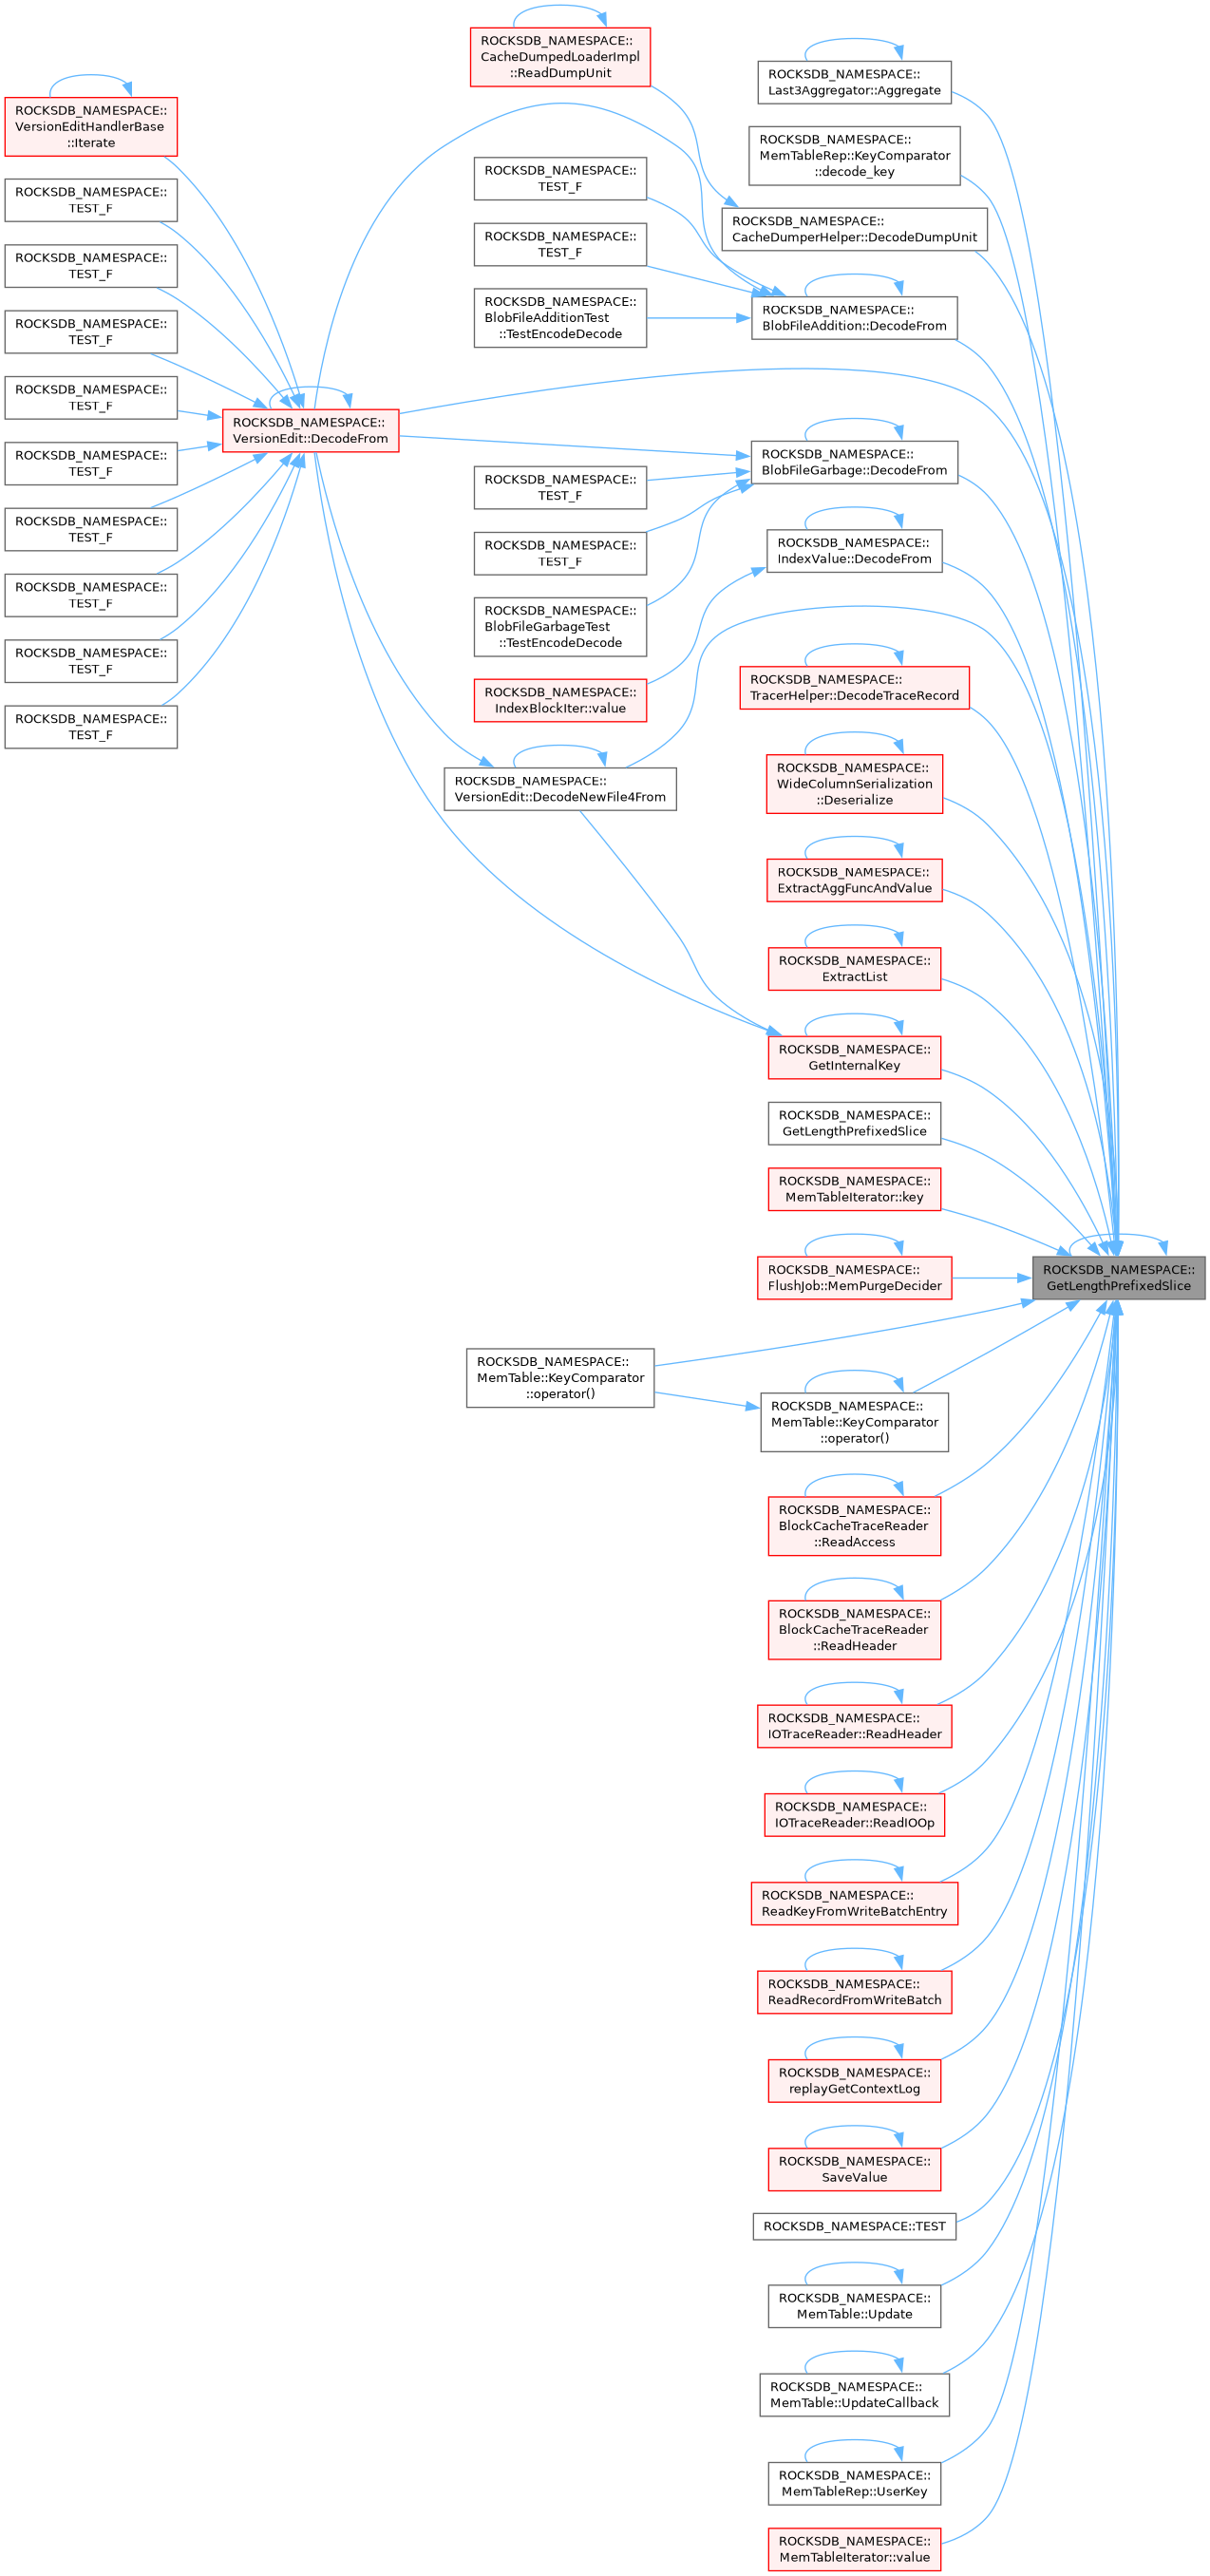 ROCKSDB_NAMESPACE::
VersionEditHandlerBase
::Iterate
ROCKSDB_NAMESPACE::
TEST_F
ROCKSDB_NAMESPACE::
TEST_F
ROCKSDB_NAMESPACE::
TEST_F
ROCKSDB_NAMESPACE::
TEST_F
ROCKSDB_NAMESPACE::
TEST_F
ROCKSDB_NAMESPACE::
TEST_F
ROCKSDB_NAMESPACE::
TEST_F
ROCKSDB_NAMESPACE::
TEST_F
ROCKSDB_NAMESPACE::
TEST_F
ROCKSDB_NAMESPACE::
VersionEdit::DecodeFrom
ROCKSDB_NAMESPACE::
CacheDumpedLoaderImpl
::ReadDumpUnit
ROCKSDB_NAMESPACE::
TEST_F
ROCKSDB_NAMESPACE::
TEST_F
ROCKSDB_NAMESPACE::
BlobFileAdditionTest
::TestEncodeDecode
ROCKSDB_NAMESPACE::
TEST_F
ROCKSDB_NAMESPACE::
TEST_F
ROCKSDB_NAMESPACE::
BlobFileGarbageTest
::TestEncodeDecode
ROCKSDB_NAMESPACE::
IndexBlockIter::value
ROCKSDB_NAMESPACE::
VersionEdit::DecodeNewFile4From
ROCKSDB_NAMESPACE::
MemTable::KeyComparator
::operator()
ROCKSDB_NAMESPACE::
Last3Aggregator::Aggregate
ROCKSDB_NAMESPACE::
MemTableRep::KeyComparator
::decode_key
ROCKSDB_NAMESPACE::
CacheDumperHelper::DecodeDumpUnit
ROCKSDB_NAMESPACE::
BlobFileAddition::DecodeFrom
ROCKSDB_NAMESPACE::
BlobFileGarbage::DecodeFrom
ROCKSDB_NAMESPACE::
IndexValue::DecodeFrom
ROCKSDB_NAMESPACE::
TracerHelper::DecodeTraceRecord
ROCKSDB_NAMESPACE::
WideColumnSerialization
::Deserialize
ROCKSDB_NAMESPACE::
ExtractAggFuncAndValue
ROCKSDB_NAMESPACE::
ExtractList
ROCKSDB_NAMESPACE::
GetInternalKey
ROCKSDB_NAMESPACE::
GetLengthPrefixedSlice
ROCKSDB_NAMESPACE::
MemTableIterator::key
ROCKSDB_NAMESPACE::
FlushJob::MemPurgeDecider
ROCKSDB_NAMESPACE::
MemTable::KeyComparator
::operator()
ROCKSDB_NAMESPACE::
BlockCacheTraceReader
::ReadAccess
ROCKSDB_NAMESPACE::
BlockCacheTraceReader
::ReadHeader
ROCKSDB_NAMESPACE::
IOTraceReader::ReadHeader
ROCKSDB_NAMESPACE::
IOTraceReader::ReadIOOp
ROCKSDB_NAMESPACE::
ReadKeyFromWriteBatchEntry
ROCKSDB_NAMESPACE::
ReadRecordFromWriteBatch
ROCKSDB_NAMESPACE::
replayGetContextLog
ROCKSDB_NAMESPACE::
SaveValue
ROCKSDB_NAMESPACE::TEST
ROCKSDB_NAMESPACE::
MemTable::Update
ROCKSDB_NAMESPACE::
MemTable::UpdateCallback
ROCKSDB_NAMESPACE::
MemTableRep::UserKey
ROCKSDB_NAMESPACE::
MemTableIterator::value
ROCKSDB_NAMESPACE::
GetLengthPrefixedSlice